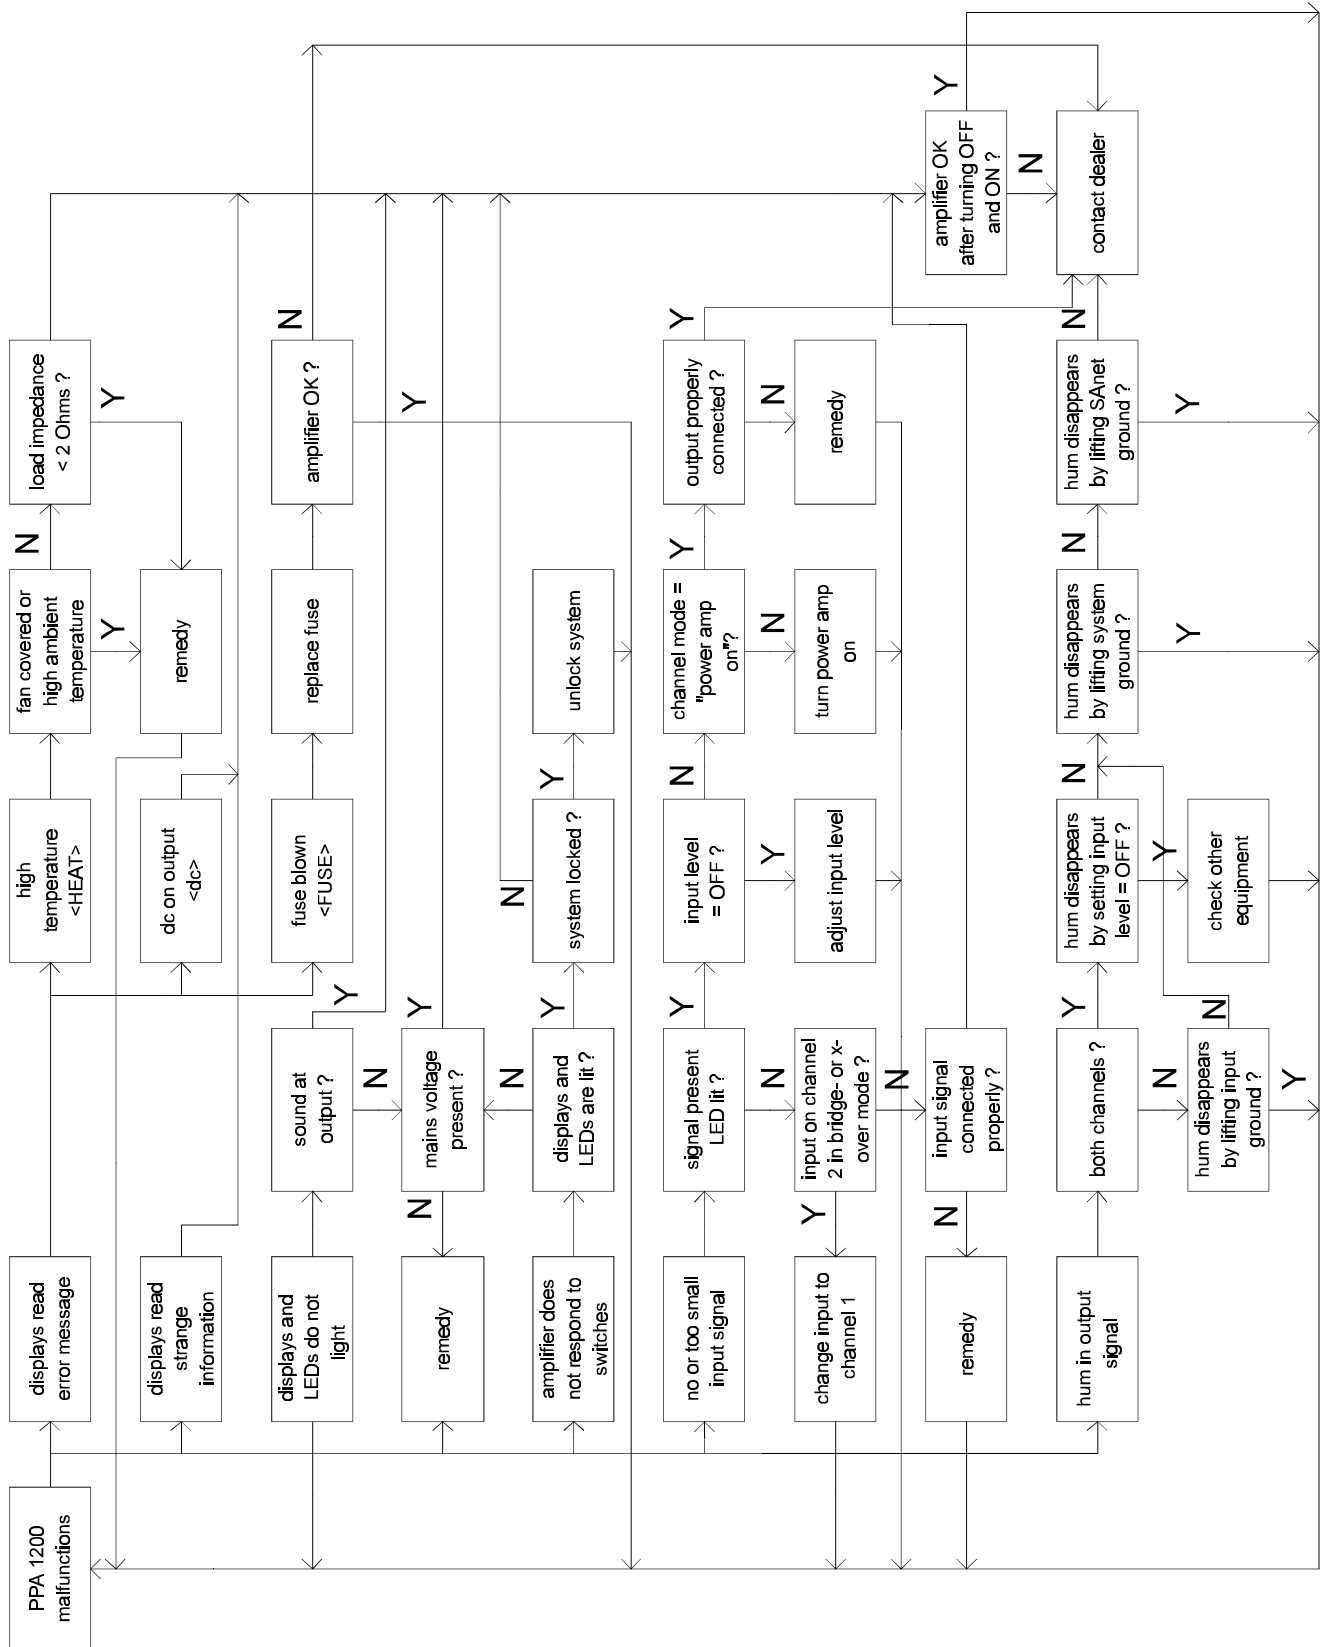 PPA 1200
malfunctions
displays read
error message
high
temperature
<HEAT>
fan covered or
high ambient
temperature
N
Y
load impedance
< 2 Ohms ?
Y
displays read
strange
information
dc on output
<dc>
remedy
displays and
LEDs do not
light
sound at
output ?
Y
N
fuse blown
<FUSE>
replace fuse
amplifier OK ?
N
Y
remedy
N
mains voltage
present ?
Y
amplifier does
not respond to
switches
displays and
LEDs are lit ?
N
Y
system locked ?
N
Y
unlock system
no or too small
input signal
signal present
LED lit ?
Y
N
input level
= OFF ?
N
Y
channel mode =
"power amp
on"?
Y
N
output properly
connected ?
Y
N
change input to
channel 1
Y
input on channel
2 in bridge- or x-
over mode ?
N
adjust input level
turn power amp
on
remedy
remedy
N
input signal
connected
properly ?
amplifier OK
after turning OFF
and ON ?
Y
N
hum in output
signal
both channels ?
Y
N
hum disappears
by setting input
level = OFF ?
N
Y
hum disappears
by lifting system
ground ?
N
Y
hum disappears
by lifting SAnet
ground ?
N
Y
contact dealer
hum disappears
by lifting input
ground ?
N
Y
check other
equipment